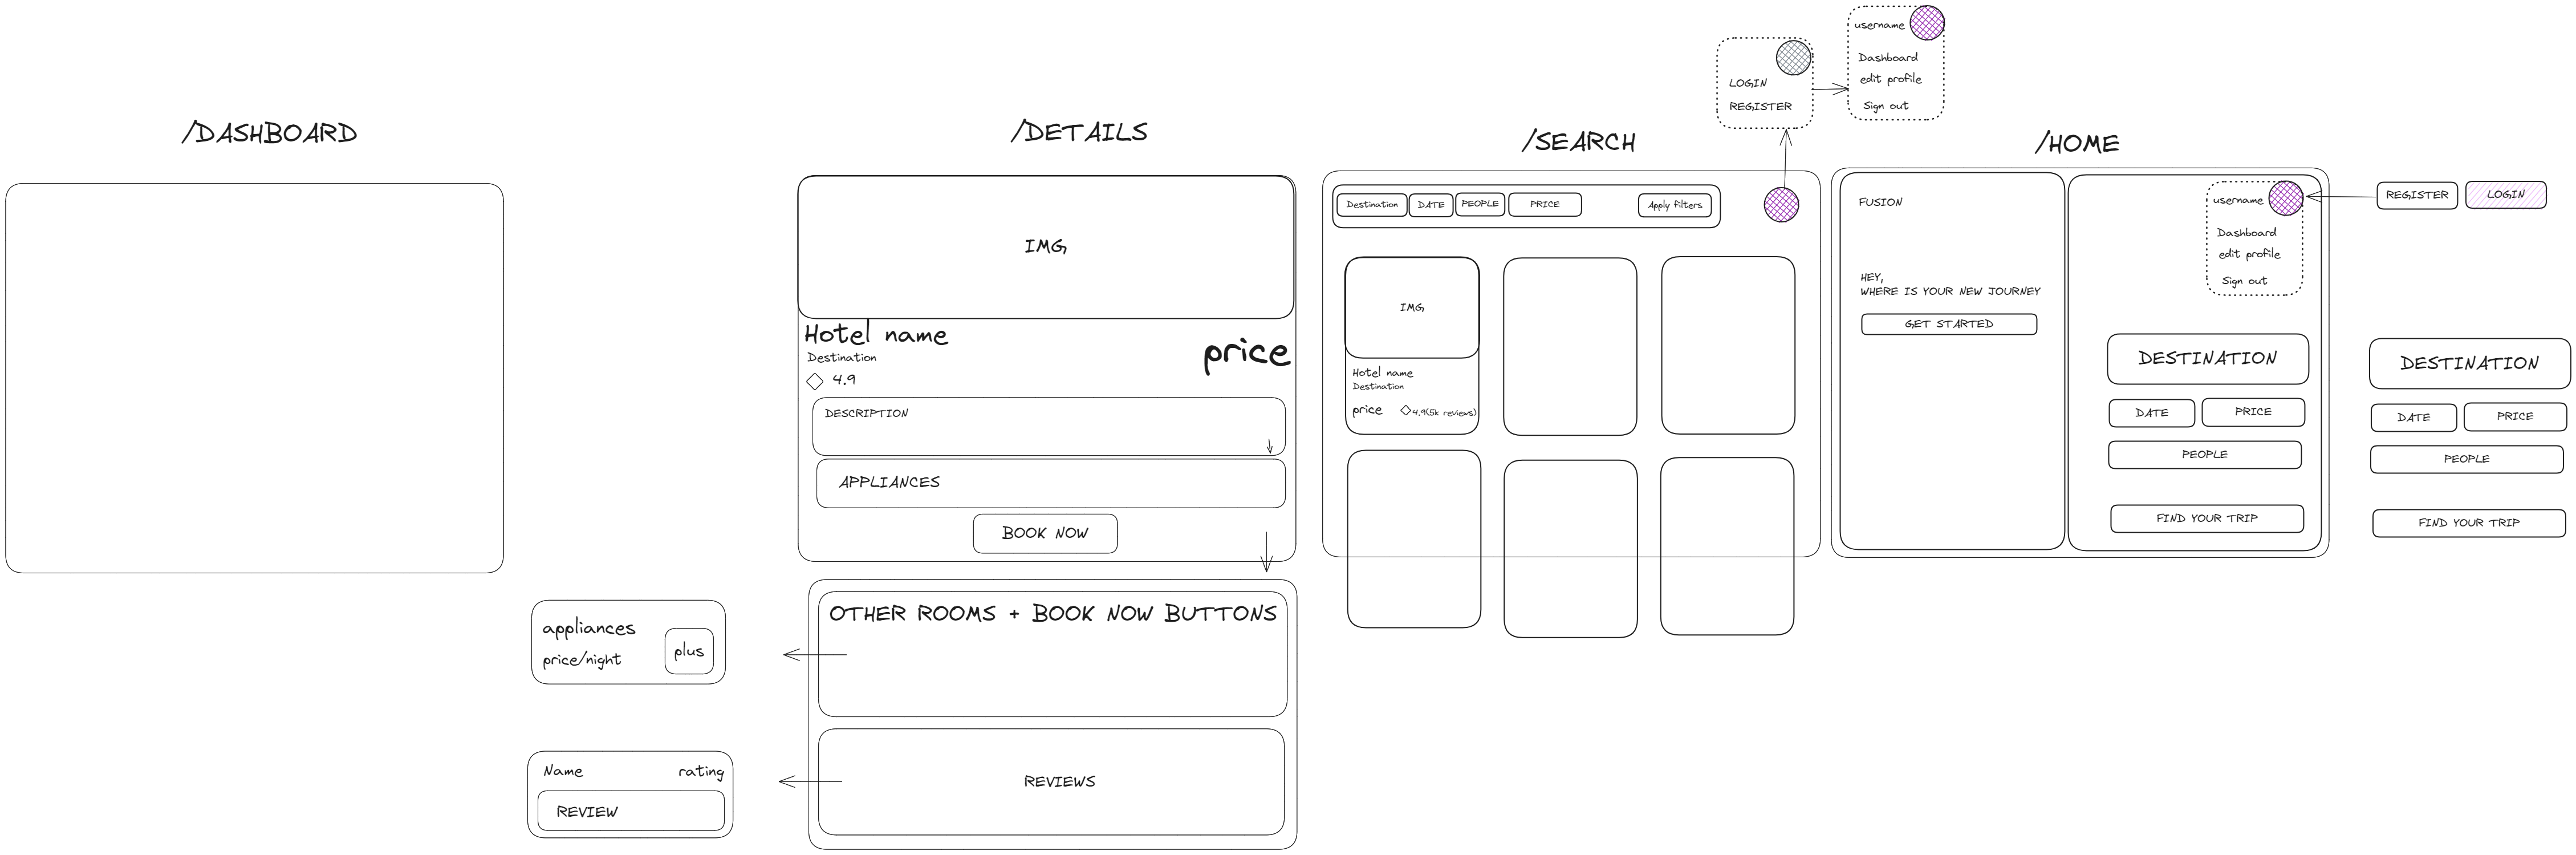 /DASHBOARD
/DETAILS
IMG
Hotel name
Destination
4.9
price
DESCRIPTION
APPLIANCES
BOOK NOW
OTHER ROOMS + BOOK NOW BUTTONS
REVIEWS
appliances
price/night
plus
Name
rating
REVIEW
/SEARCH
Destination
DATE
PEOPLE
PRICE
Apply filters
IMG
Hotel name
Destination
price
4.9(5k reviews)
LOGIN
REGISTER
username
Dashboard
edit profile
Sign out
/HOME
FUSION
HEY,
WHERE IS YOUR NEW JOURNEY
GET STARTED
username
Dashboard
edit profile
Sign out
DESTINATION
DATE
PRICE
PEOPLE
FIND YOUR TRIP
REGISTER
LOGIN
DESTINATION
DATE
PRICE
PEOPLE
FIND YOUR TRIP